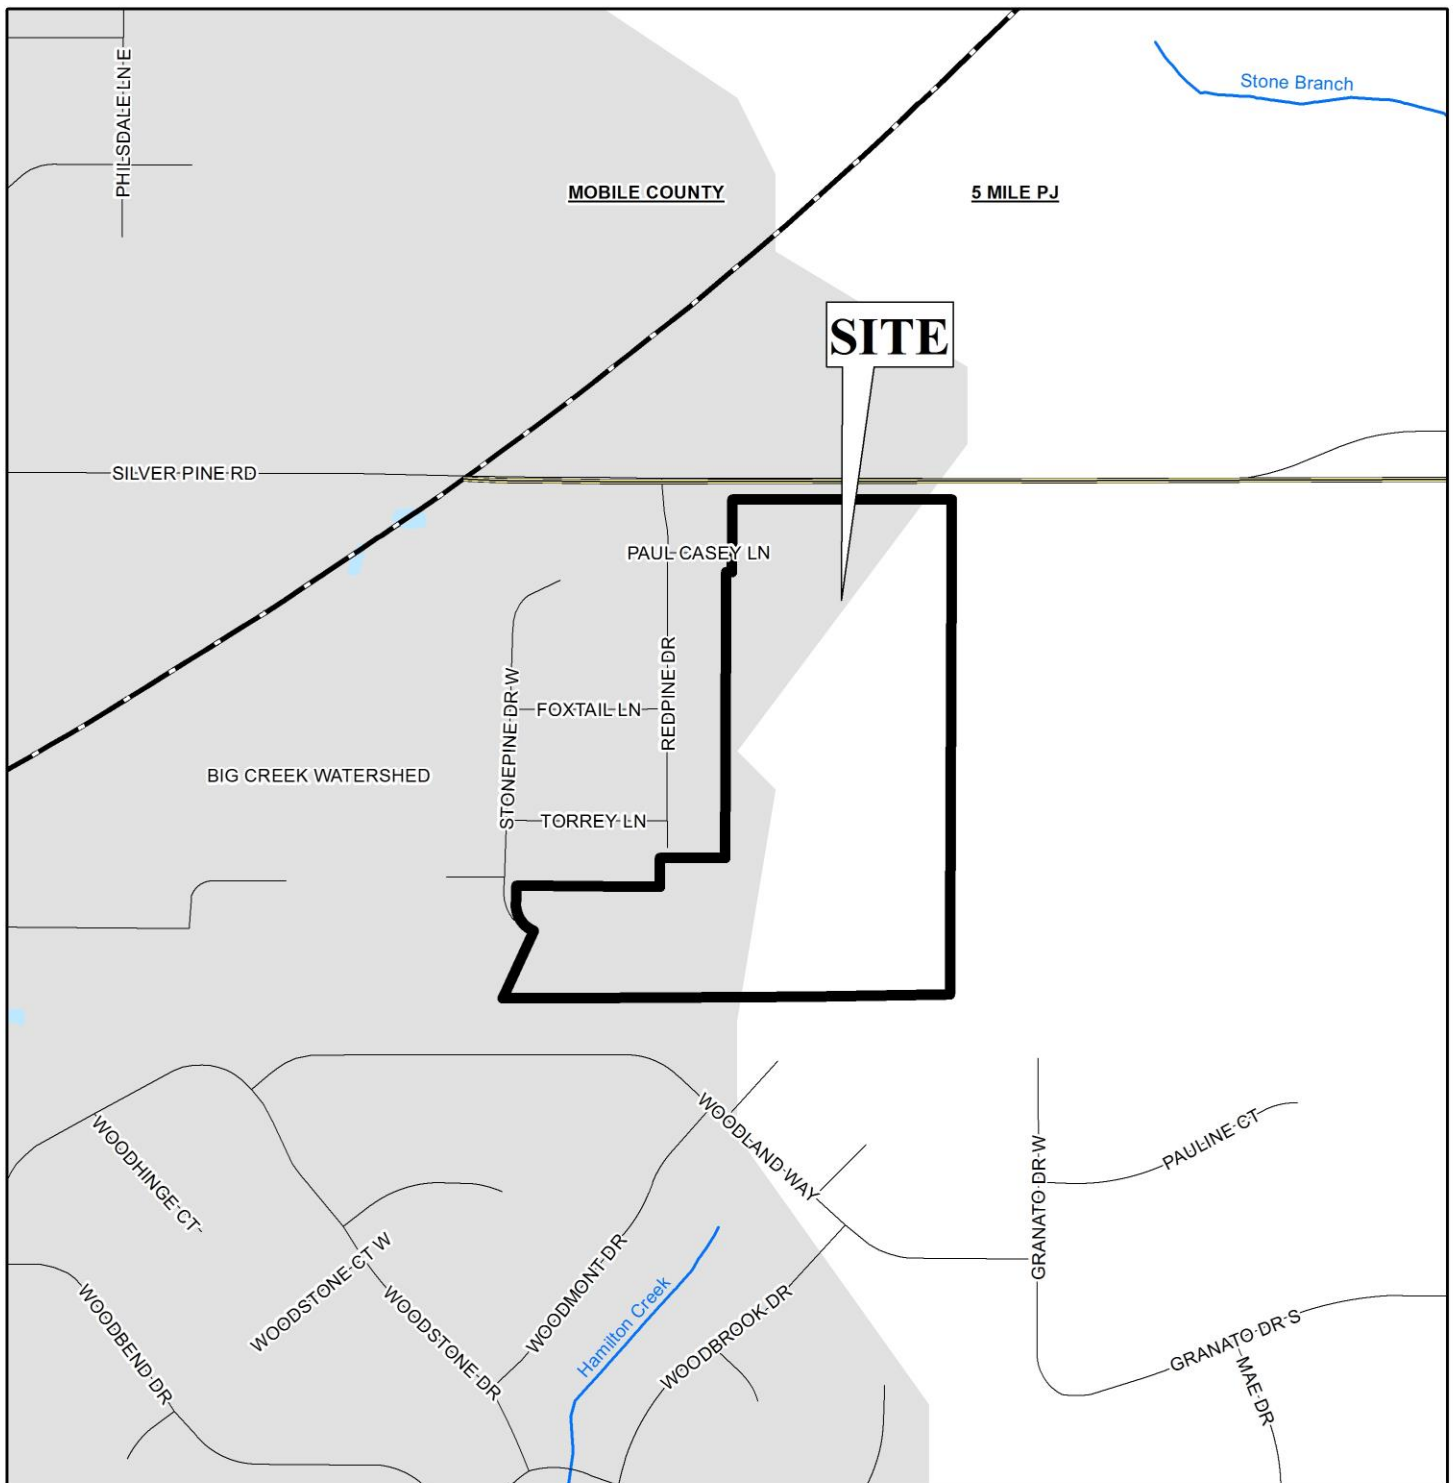 PHILSDALE LN E
Stone Branch
MOBILE COUNTY
5 MILE PJ
SITE
SILVER PINE RD
PAUL CASEY LN
REDPINE DR
STONEPINE DR W
FOXTAIL LN
BIG CREEK WATERSHED
TORREY LN
WOODHINGE CT
WOODLAND WAY
GRANATO DR W
PAULINE CT
WOODSTONE CT W
WOODMONT DR
WOODBEND DR
WOODSTONE DR
Hamilton Creek
WOODBROOK DR
GRANATO DR S
MAE DR